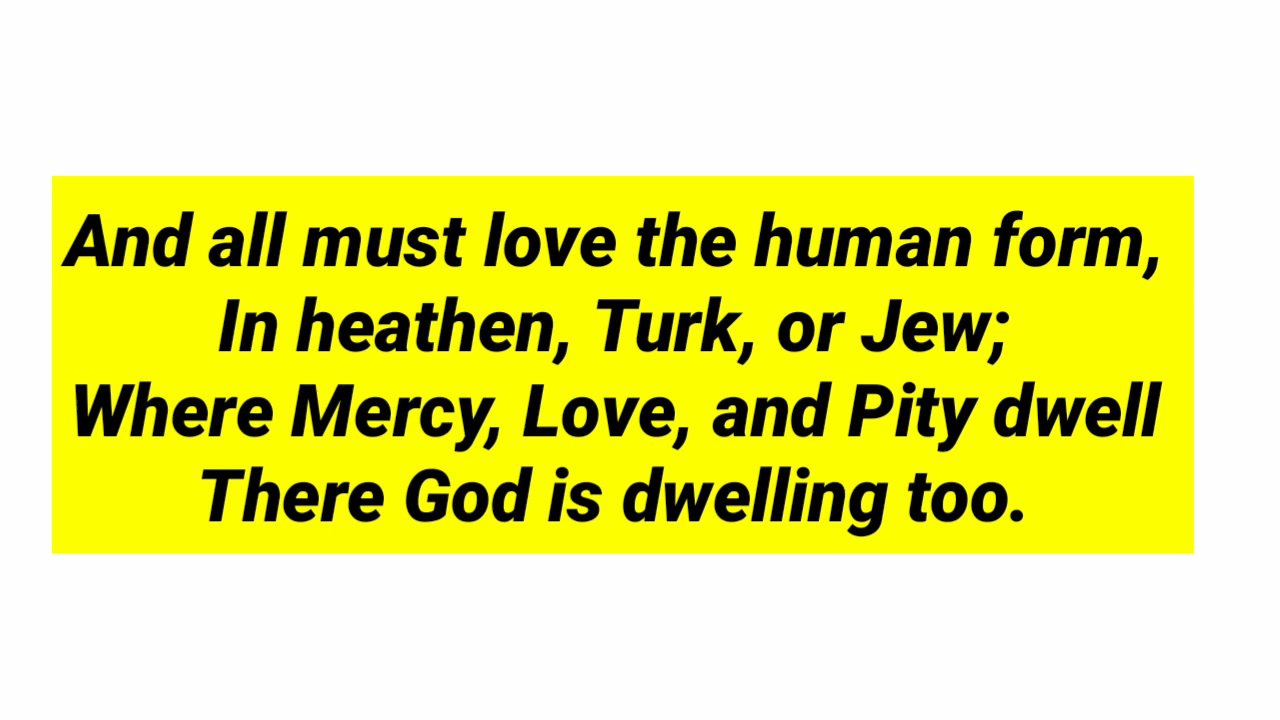 And all must love the human form,
In heathen, Turk, or Jew;
Where Mercy, Love, and Pity dwell
There God is dwelling too.